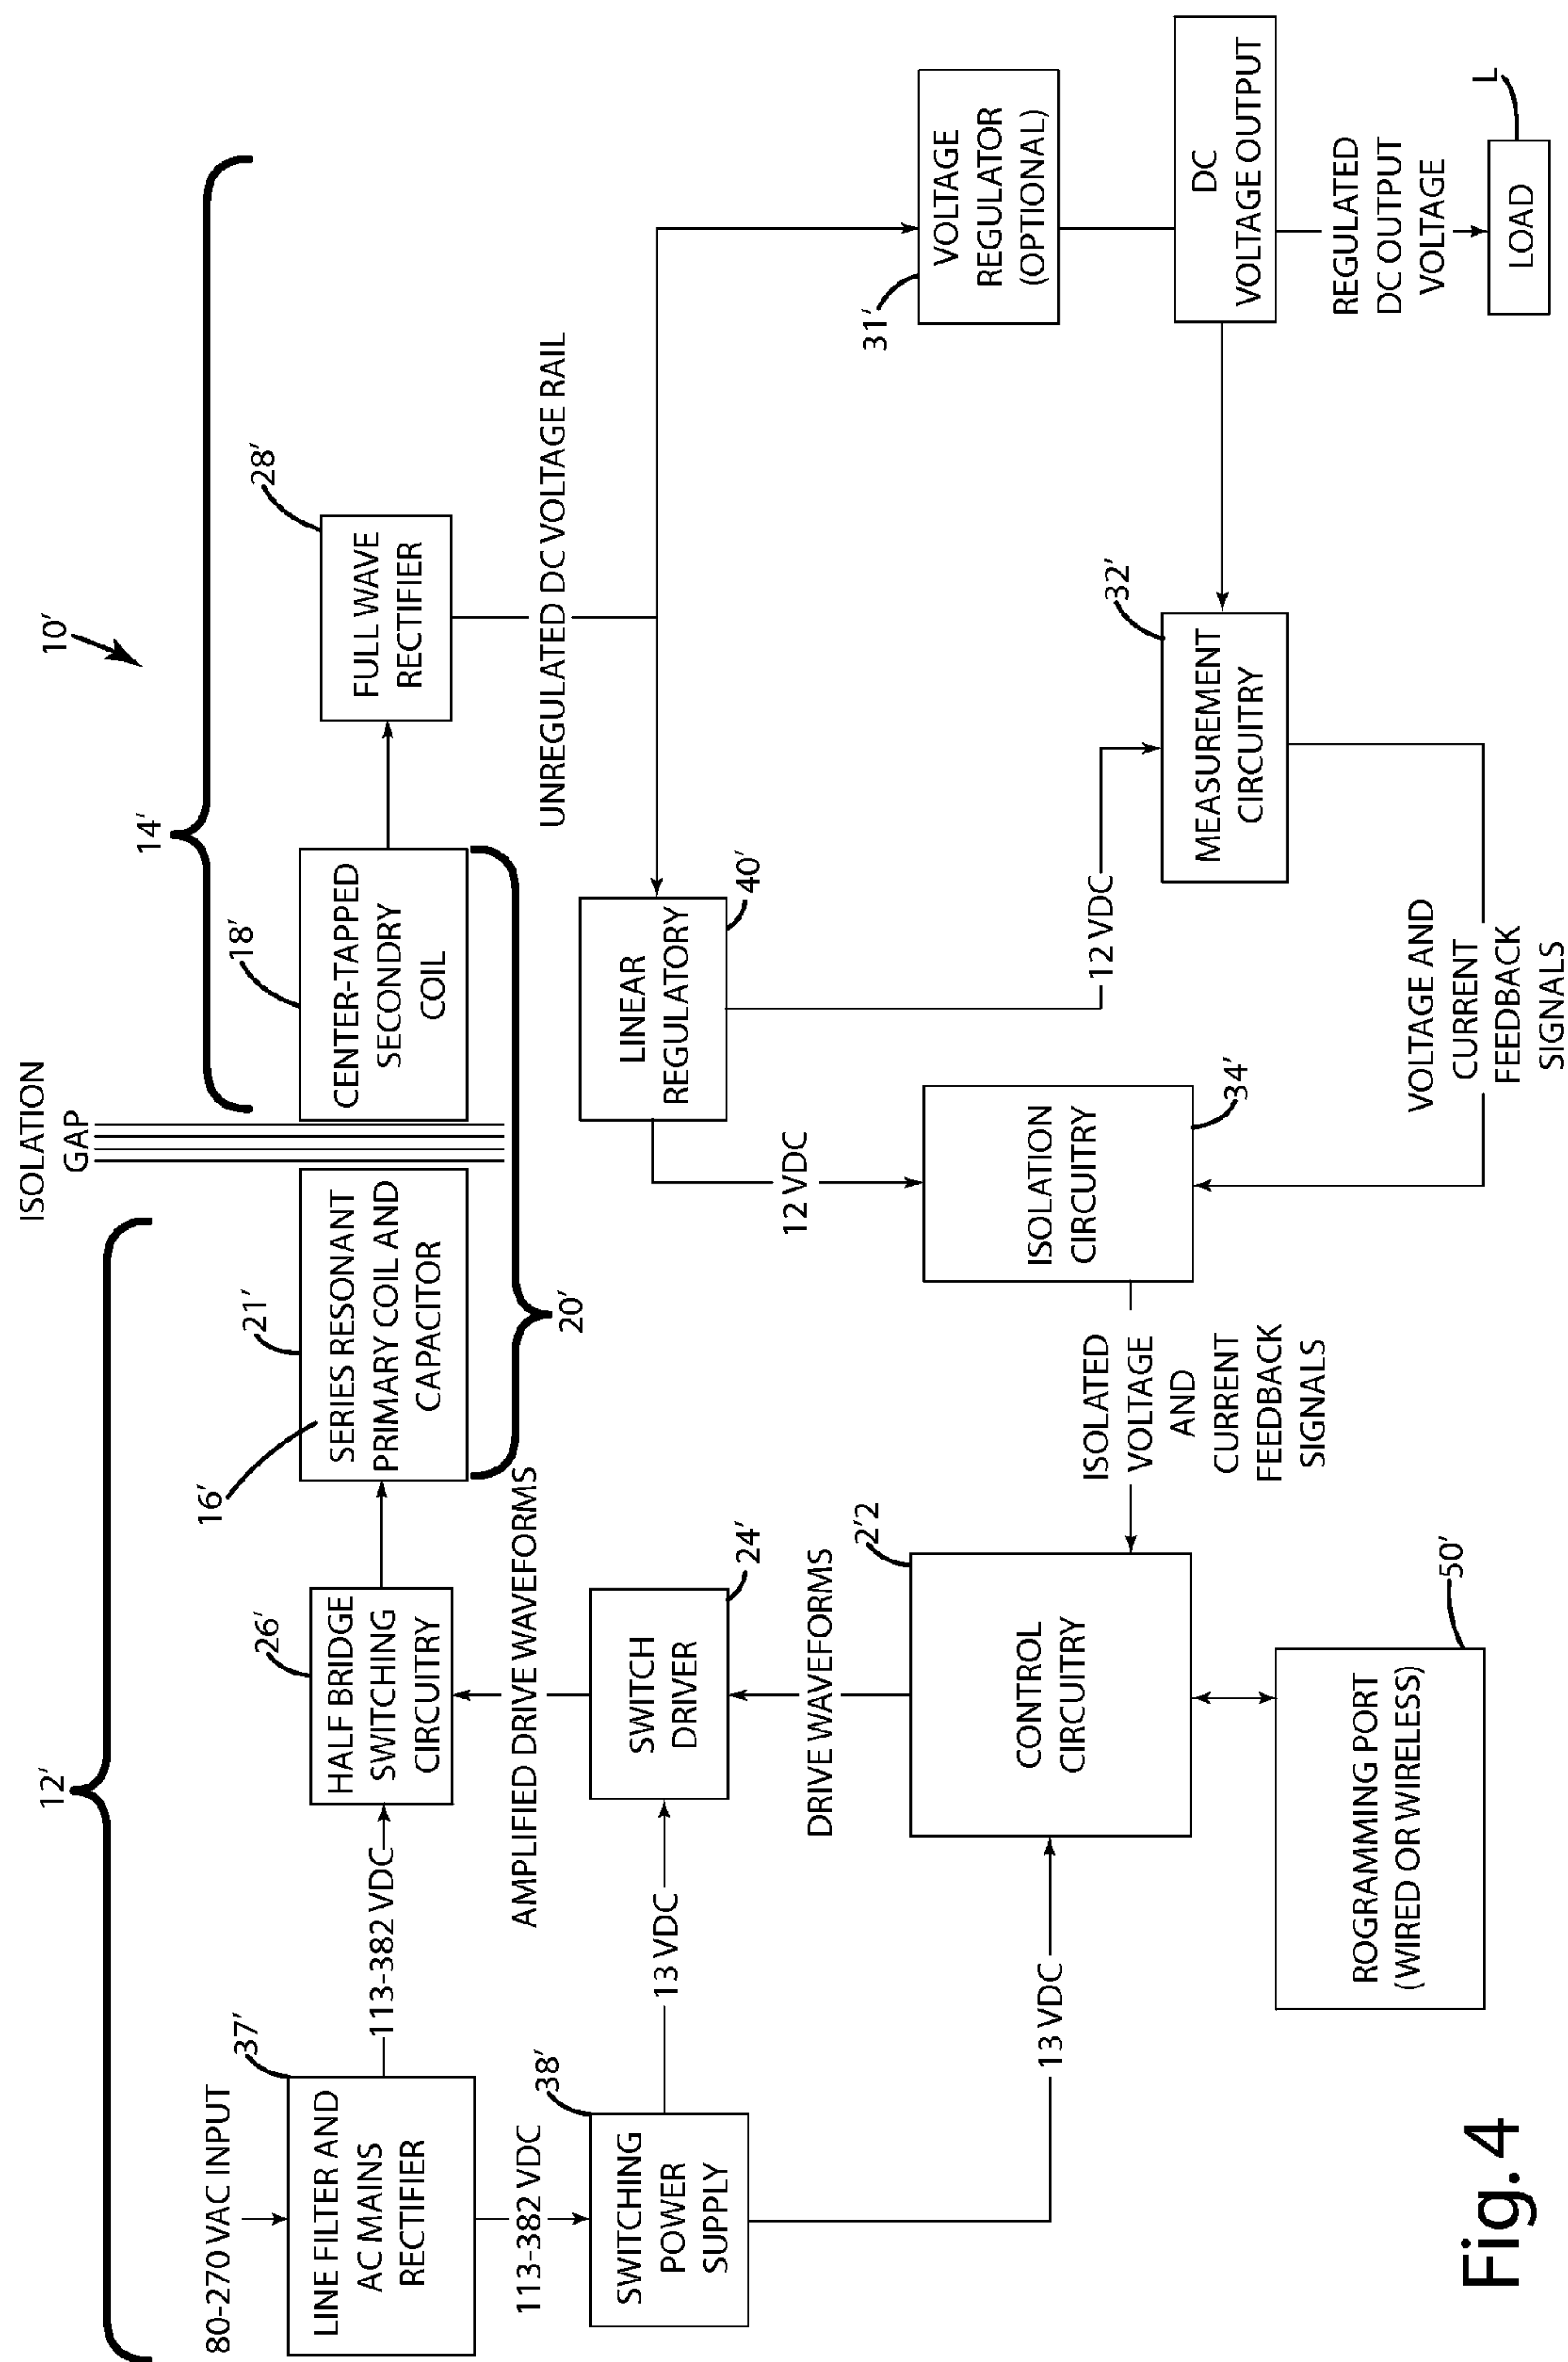 10'
12'
14'
ISOLATION
GAP
80-270 VAC INPUT
37'
LINE FILTER AND
AC MAINS
RECTIFIER
113-382 VDC
26'
HALF BRIDGE
SWITCHING
CIRCUITRY
16'
21'
SERIES RESONANT
PRIMARY COIL AND
CAPACITOR
18'
CENTER-TAPPED
SECONDRY
COIL
28'
FULL WAVE
RECTIFIER
20'
113-382 VDC
AMPLIFIED DRIVE WAVEFORMS
UNREGULATED DC VOLTAGE RAIL
38'
SWITCHING
POWER
SUPPLY
13 VDC
24'
SWITCH
DRIVER
40'
LINEAR
REGULATORY
DRIVE WAVEFORMS
12 VDC
31'
VOLTAGE
REGULATOR
(OPTIONAL)
13 VDC
2'2
CONTROL
CIRCUITRY
ISOLATED
VOLTAGE
AND
CURRENT
FEEDBACK
SIGNALS
34'
ISOLATION
CIRCUITRY
12 VDC
32'
MEASUREMENT
CIRCUITRY
DC
VOLTAGE OUTPUT
REGULATED
DC OUTPUT
VOLTAGE
L
LOAD
50'
ROGRAMMING PORT
(WIRED OR WIRELESS)
VOLTAGE AND
CURRENT
FEEDBACK
SIGNALS
Fig. 4